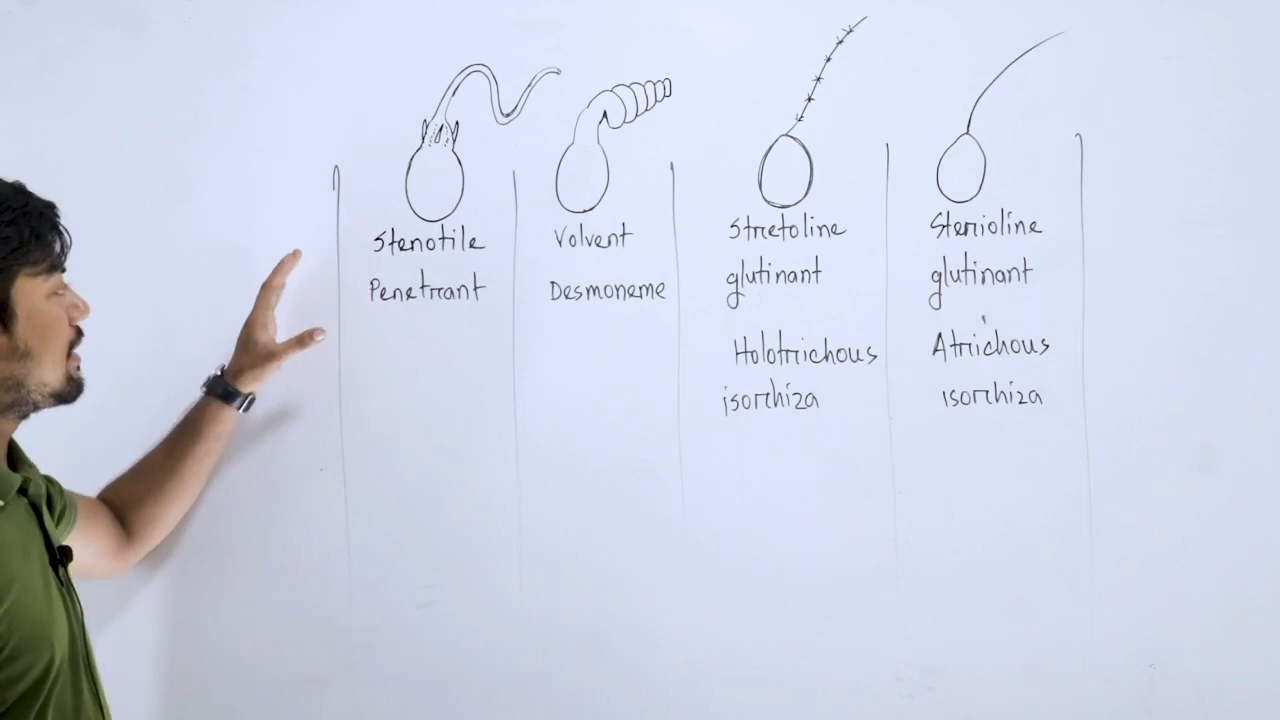 Stenotile
Penetrant
Volvent
Desmoneme
Stretoline
glutinant
Holotrichous
isorhiza
Sterioline
glutinant
Atrichous
isorhiza